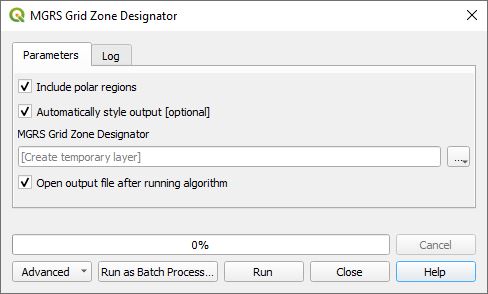 MGRS Grid Zone Designator
Parameters Log
Include polar regions
Automatically style output [optional]
MGRS Grid Zone Designator
[Create temporary layer]
...
Open output file after running algorithm
0% Cancel
Advanced Run as Batch Process... Run Close Help